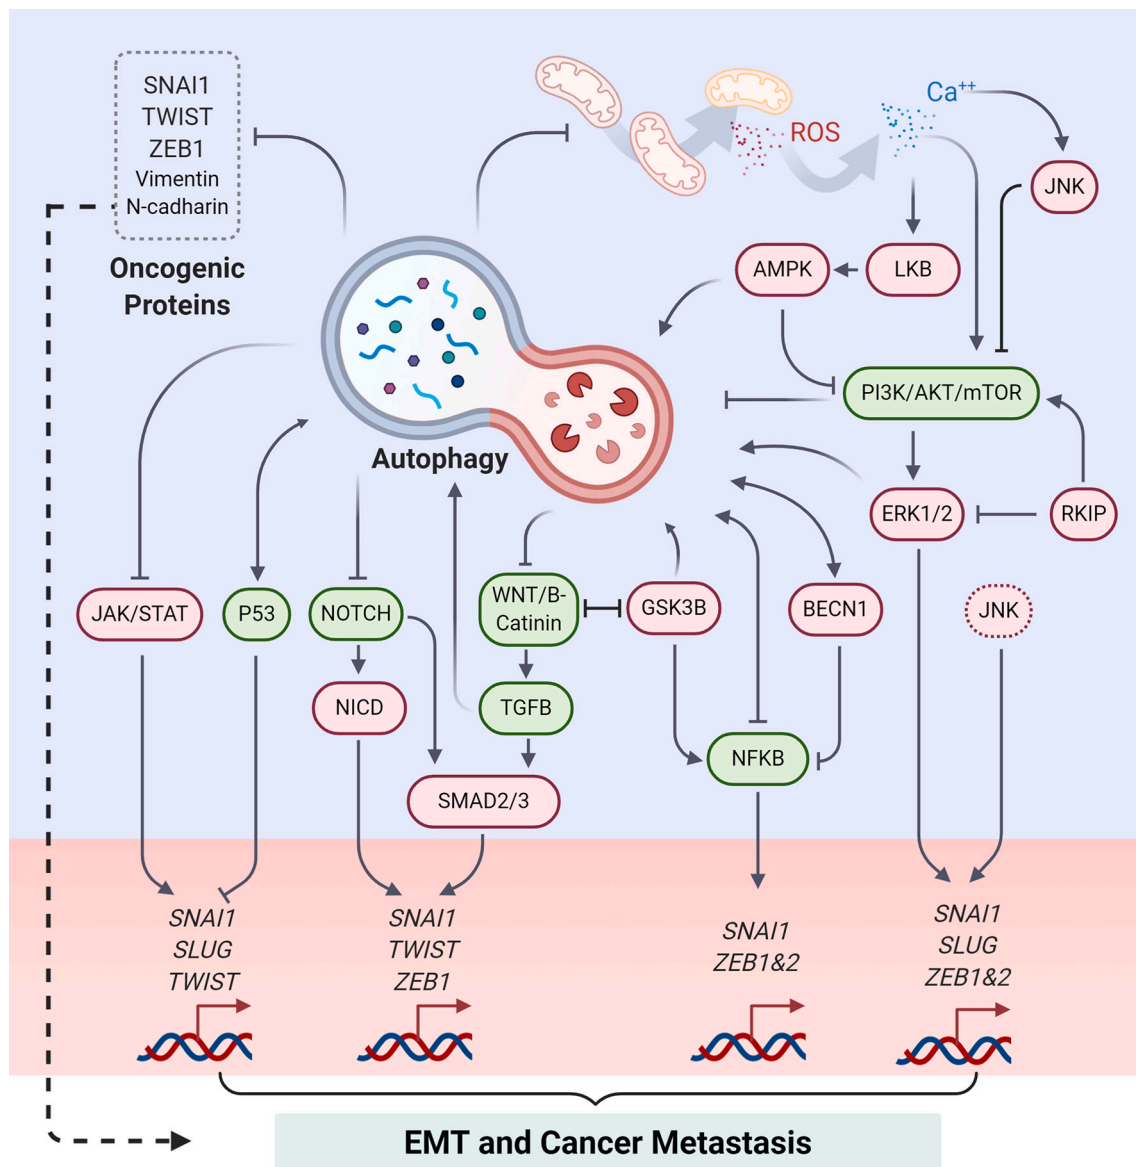 SNAI1
TWIST
ZEB1
Vimentin
N-cadharin
Oncogenic
Proteins
ROS
Ca++
JNK
AMPK
LKB
PI3K/AKT/mTOR
Autophagy
ERK1/2
RKIP
JAK/STAT
P53
NOTCH
WNT/B-
Catinin
GSK3B
BECN1
JNK
NICD
TGFB
NFKB
SMAD2/3
SNAI1
SLUG
TWIST
SNAI1
TWIST
ZEB1
SNAI1
ZEB1&2
SNAI1
SLUG
ZEB1&2
EMT and Cancer Metastasis